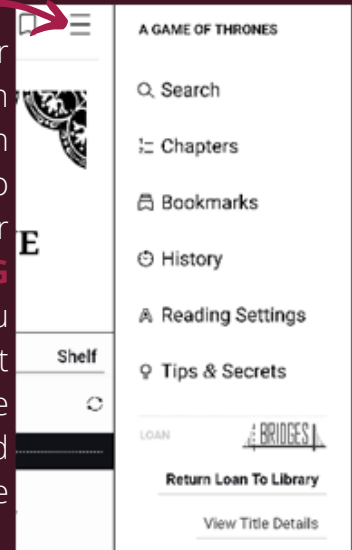 A GAME OF THRONES
Search
Chapters
Bookmarks
History
Reading Settings
Tips & Secrets
LOAN
BRIDGES
Return Loan To Library
View Title Details
E
Shelf
r
n
n
o
r
G
u
t
e
d
e